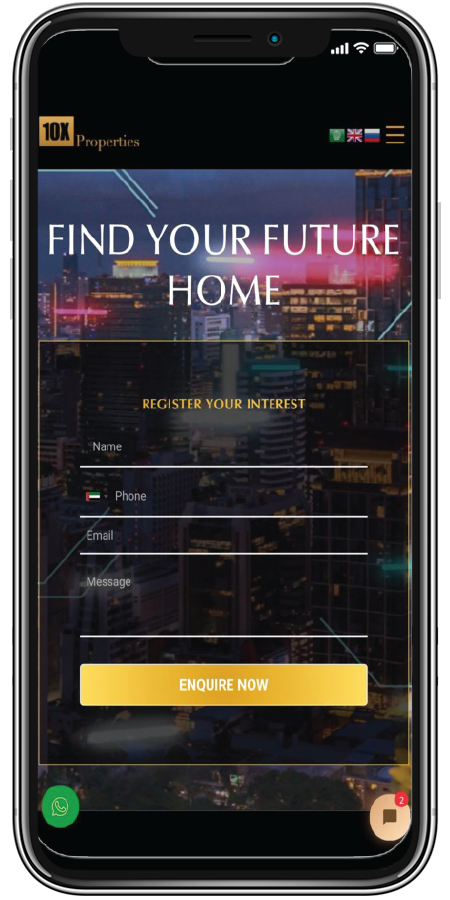 10X
Properties
FIND YOUR FUTURE
HOME
REGISTER YOUR INTEREST
Name
Phone
Email
Message
ENQUIRE NOW
2